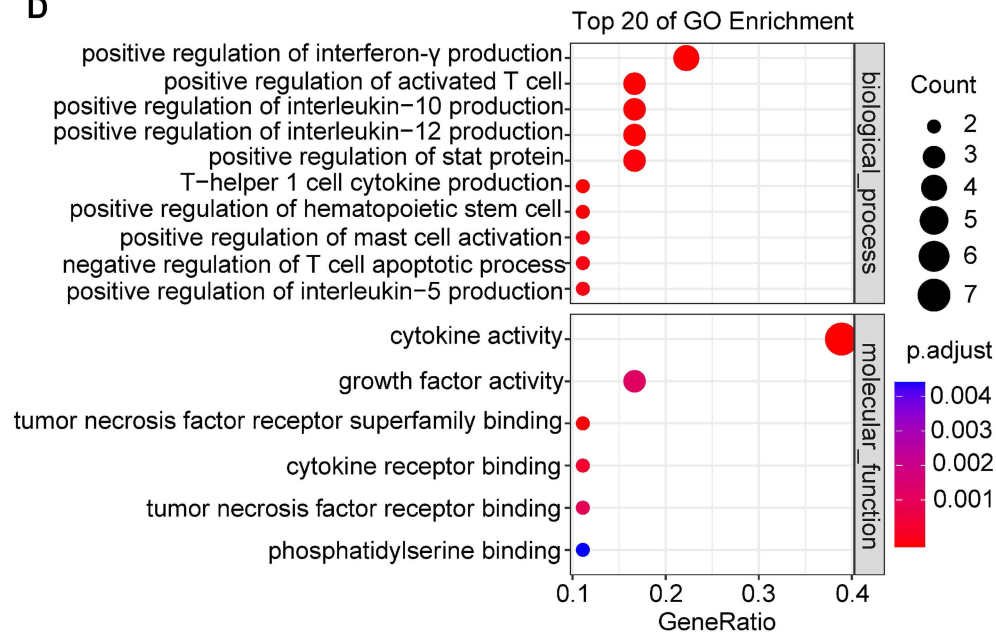 D
Top 20 of GO Enrichment
positive regulation of interferon-γ production
positive regulation of activated T cell
positive regulation of interleukin−10 production
positive regulation of interleukin−12 production
positive regulation of stat protein
T−helper 1 cell cytokine production
positive regulation of hematopoietic stem cell
positive regulation of mast cell activation
negative regulation of T cell apoptotic process
positive regulation of interleukin−5 production
biological_process
cytokine activity
growth factor activity
tumor necrosis factor receptor superfamily binding
cytokine receptor binding
tumor necrosis factor receptor binding
phosphatidylserine binding
molecular_function
0.1 0.2 0.3 0.4
GeneRatio
Count
2
3
4
5
6
7
p.adjust
0.004
0.003
0.002
0.001